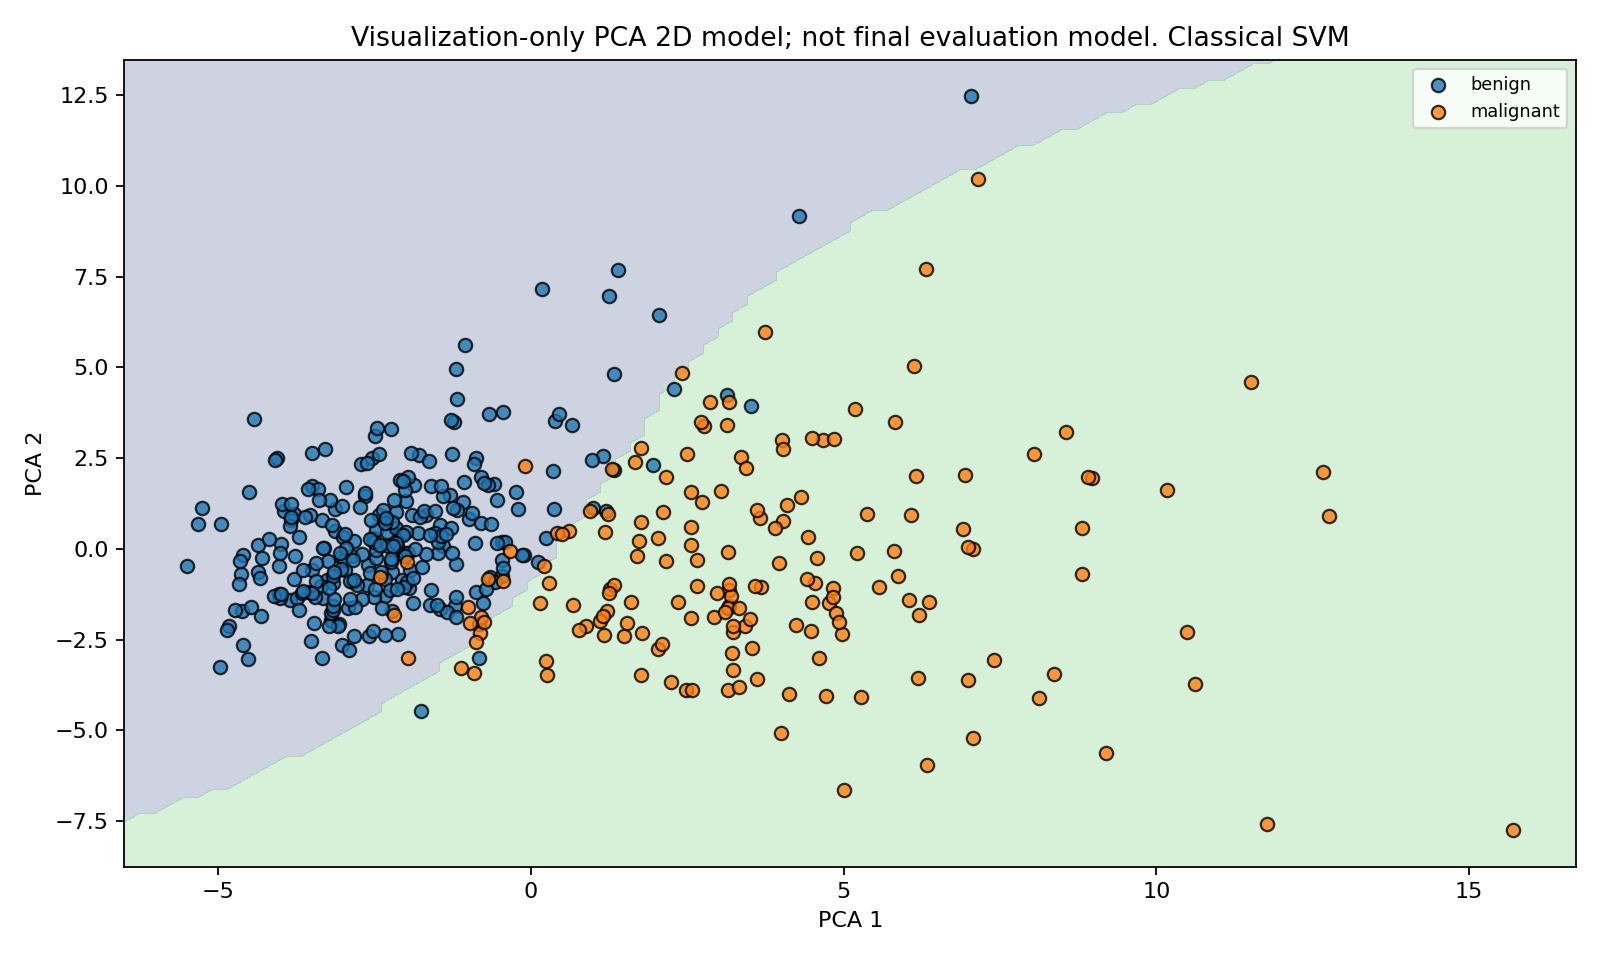 Visualization-only PCA 2D model; not final evaluation model. Classical SVM
benign
malignant
12.5
10.0
7.5
5.0
2.5
0.0
−2.5
−5.0
−7.5
PCA 2
−5
0
5
10
15
PCA 1